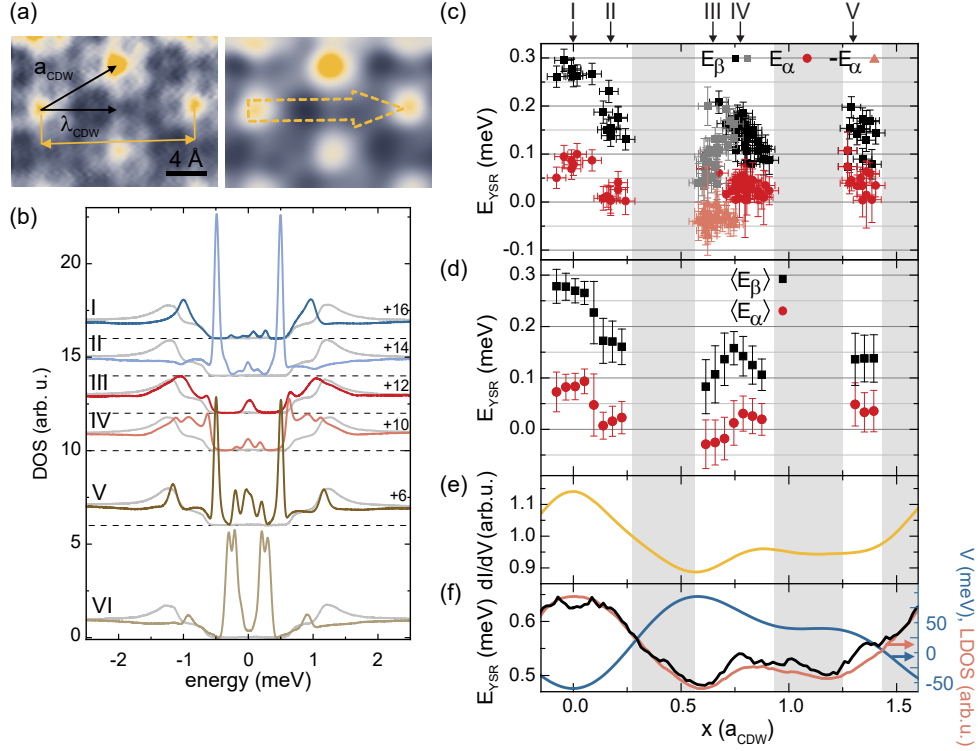 (a)
a_CDW
λ_CDW
4 Å
(b)
DOS (arb. u.)
20
15
10
5
0
I
+16
II
+14
III
+12
IV
+10
V
+6
VI
-2
-1
0
1
2
energy (meV)
(c)
I
II
III
IV
V
E_β
E_α
-E_α
E_YSR (meV)
0.3
0.2
0.1
0.0
-0.1
(d)
⟨E_β⟩
⟨E_α⟩
E_YSR (meV)
0.3
0.2
0.1
0.0
(e)
dI/dV (arb.u.)
1.1
1.0
0.9
(f)
E_YSR (meV)
0.6
0.5
V (meV),
LDOS (arb.u.)
50
0
-50
0.0
0.5
1.0
1.5
x (a_CDW)